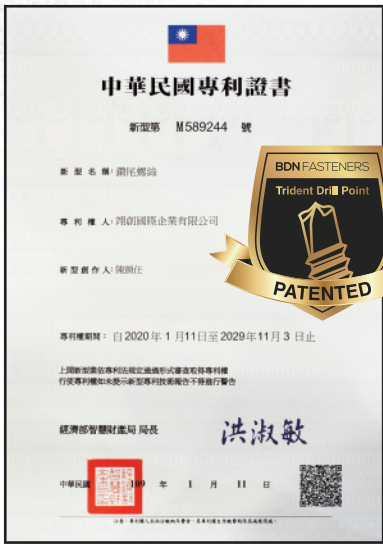 中華民國專利證書
新型第 M589244 號
新型名稱:鑽尾螺絲
BDN FASTENERS
Trident Drill Point
PATENTED
專利權人:翊創國際企業有限公司
新型創作人:陳
專利權期間: 自2020年1月11日至2029年11月3日止
上開新型業依專利法規定通過形式審查取得專利權
行使專利權如未提示新型專利技術報告不得進行警告
經濟部智慧財產局 局長
洪淑敏
中華民國 109 年 1 月 11 日